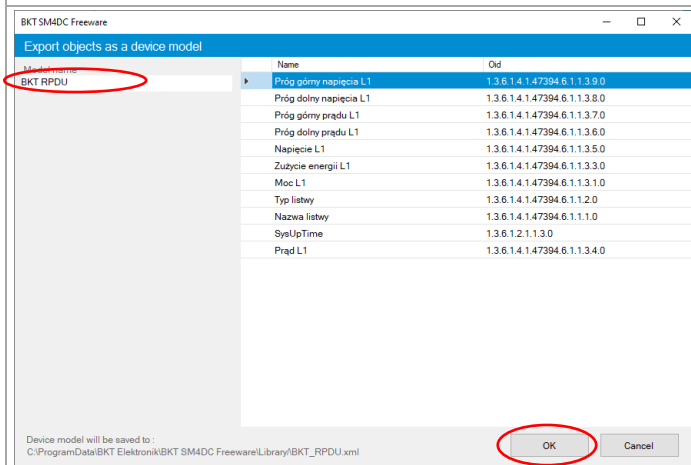 BKT SM4DC Freeware
Export objects as a device model
Model name
BKT RPDU
Name Oid
Próg górny napięcia L1 1.3.6.1.4.1.47394.6.1.1.3.9.0
Próg dolny napięcia L1 1.3.6.1.4.1.47394.6.1.1.3.8.0
Próg górny prądu L1 1.3.6.1.4.1.47394.6.1.1.3.7.0
Próg dolny prądu L1 1.3.6.1.4.1.47394.6.1.1.3.6.0
Napięcie L1 1.3.6.1.4.1.47394.6.1.1.3.5.0
Zużycie energii L1 1.3.6.1.4.1.47394.6.1.1.3.3.0
Moc L1 1.3.6.1.4.1.47394.6.1.1.3.1.0
Typ listwy 1.3.6.1.4.1.47394.6.1.1.2.0
Nazwa listwy 1.3.6.1.4.1.47394.6.1.1.1.0
SysUpTime 1.3.6.1.2.1.1.3.0
Prąd L1 1.3.6.1.4.1.47394.6.1.1.3.4.0
Device model will be saved to :
C:\ProgramData\BKT Elektronik\BKT SM4DC Freeware\Library\BKT_RPDU.xml
OK Cancel